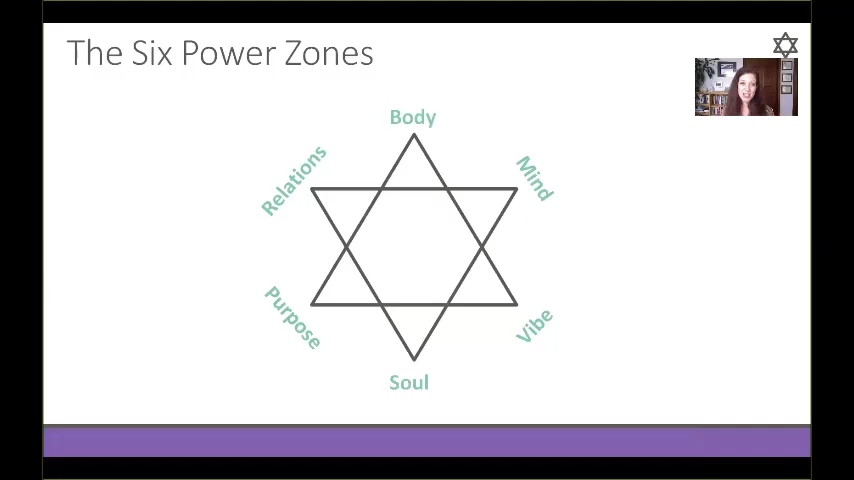 The Six Power Zones
Body
Relations
Mind
Purpose
Vibe
Soul